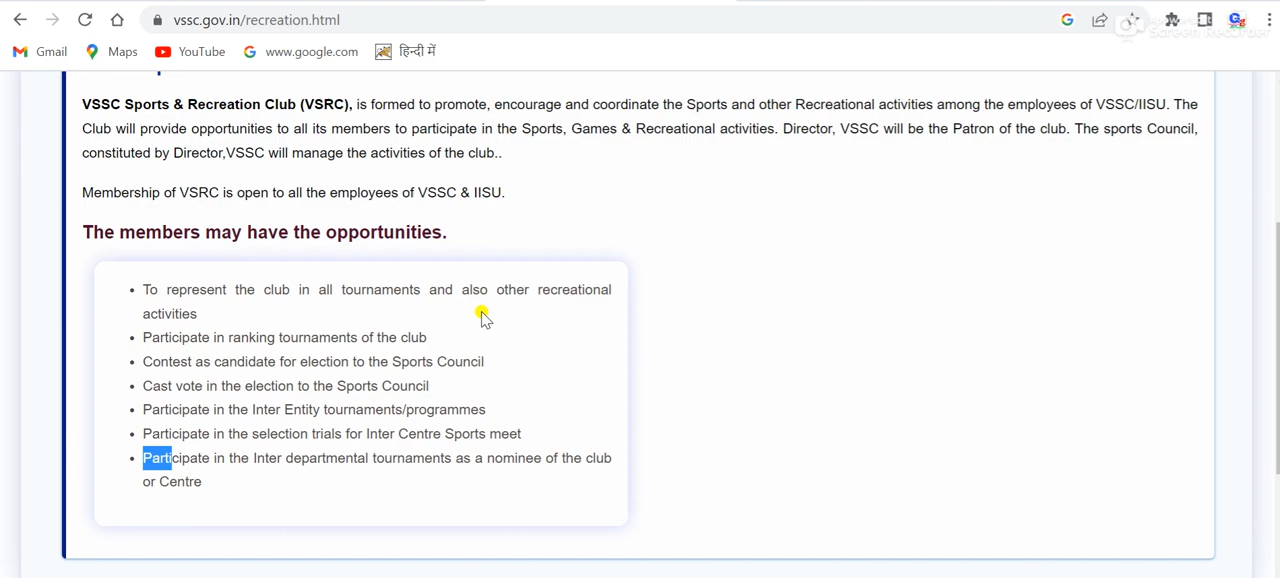 vssc.gov.in/recreation.html
Gmail Maps YouTube www.google.com हिन्दी में
Screen Recorder
VSSC Sports & Recreation Club (VSRC), is formed to promote, encourage and coordinate the Sports and other Recreational activities among the employees of VSSC/IISU. The
Club will provide opportunities to all its members to participate in the Sports, Games & Recreational activities. Director, VSSC will be the Patron of the club. The sports Council,
constituted by Director,VSSC will manage the activities of the club..
Membership of VSRC is open to all the employees of VSSC & IISU.
The members may have the opportunities.
• To represent the club in all tournaments and also other recreational
activities
• Participate in ranking tournaments of the club
• Contest as candidate for election to the Sports Council
• Cast vote in the election to the Sports Council
• Participate in the Inter Entity tournaments/programmes
• Participate in the selection trials for Inter Centre Sports meet
• Participate in the Inter departmental tournaments as a nominee of the club
or Centre